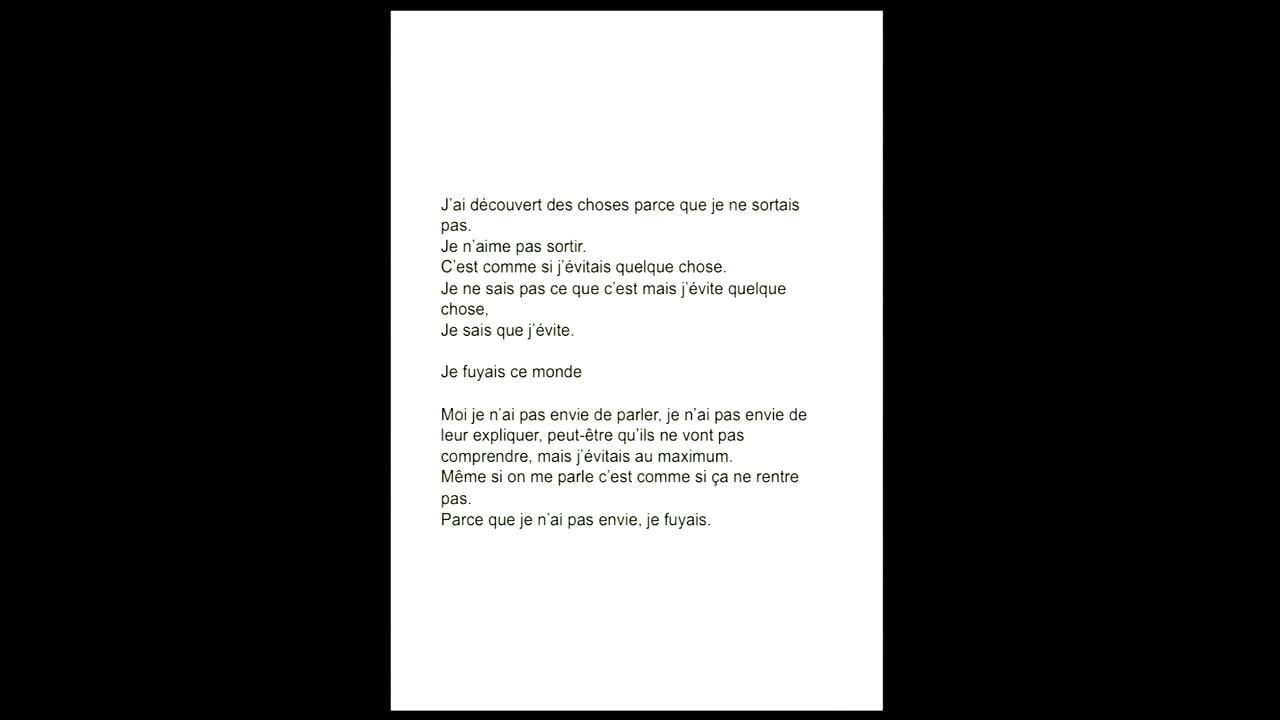 J’ai découvert des choses parce que je ne sortais
pas.
Je n’aime pas sortir.
C’est comme si j’évitais quelque chose.
Je ne sais pas ce que c’est mais j’évite quelque
chose,
Je sais que j’évite.
Je fuyais ce monde
Moi je n’ai pas envie de parler, je n’ai pas envie de
leur expliquer, peut-être qu’ils ne vont pas
comprendre, mais j’évitais au maximum.
Même si on me parle c’est comme si ça ne rentre
pas.
Parce que je n’ai pas envie, je fuyais.